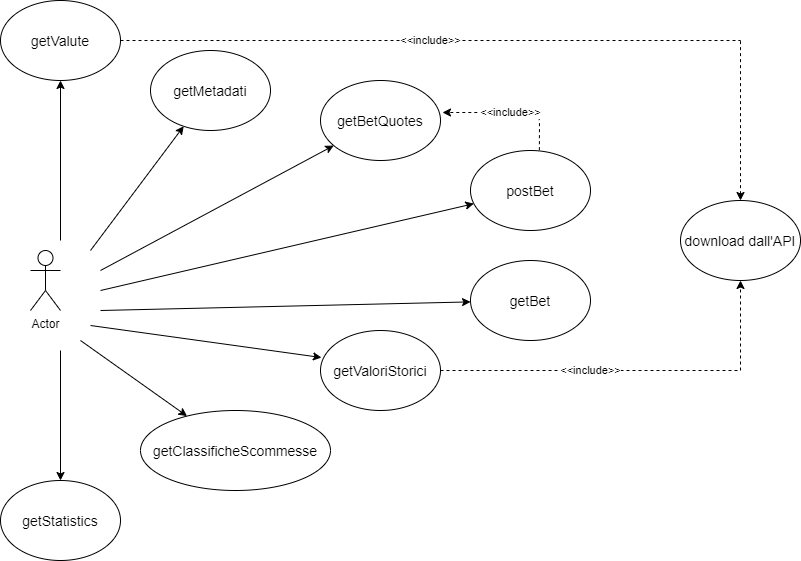 getValute
<<include>>
getMetadati
getBetQuotes
<<include>>
postBet
download dall'API
Actor
getBet
getValoriStorici
<<include>>
getClassificheScommesse
getStatistics